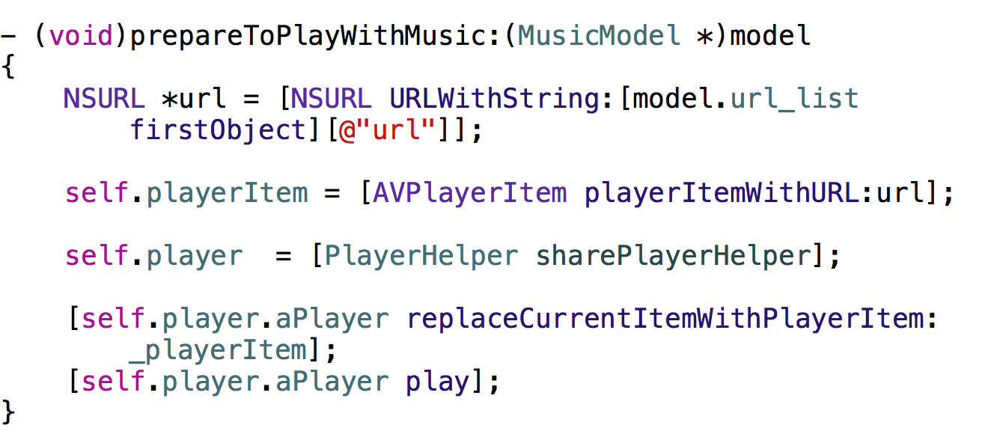 - (void)prepareToPlayWithMusic:(MusicModel *)model
{
    NSURL *url = [NSURL URLWithString:[model.url_list
        firstObject][@"url"]];
    self.playerItem = [AVPlayerItem playerItemWithURL:url];
    self.player  = [PlayerHelper sharePlayerHelper];
    [self.player.aPlayer replaceCurrentItemWithPlayerItem:
        _playerItem];
    [self.player.aPlayer play];
}